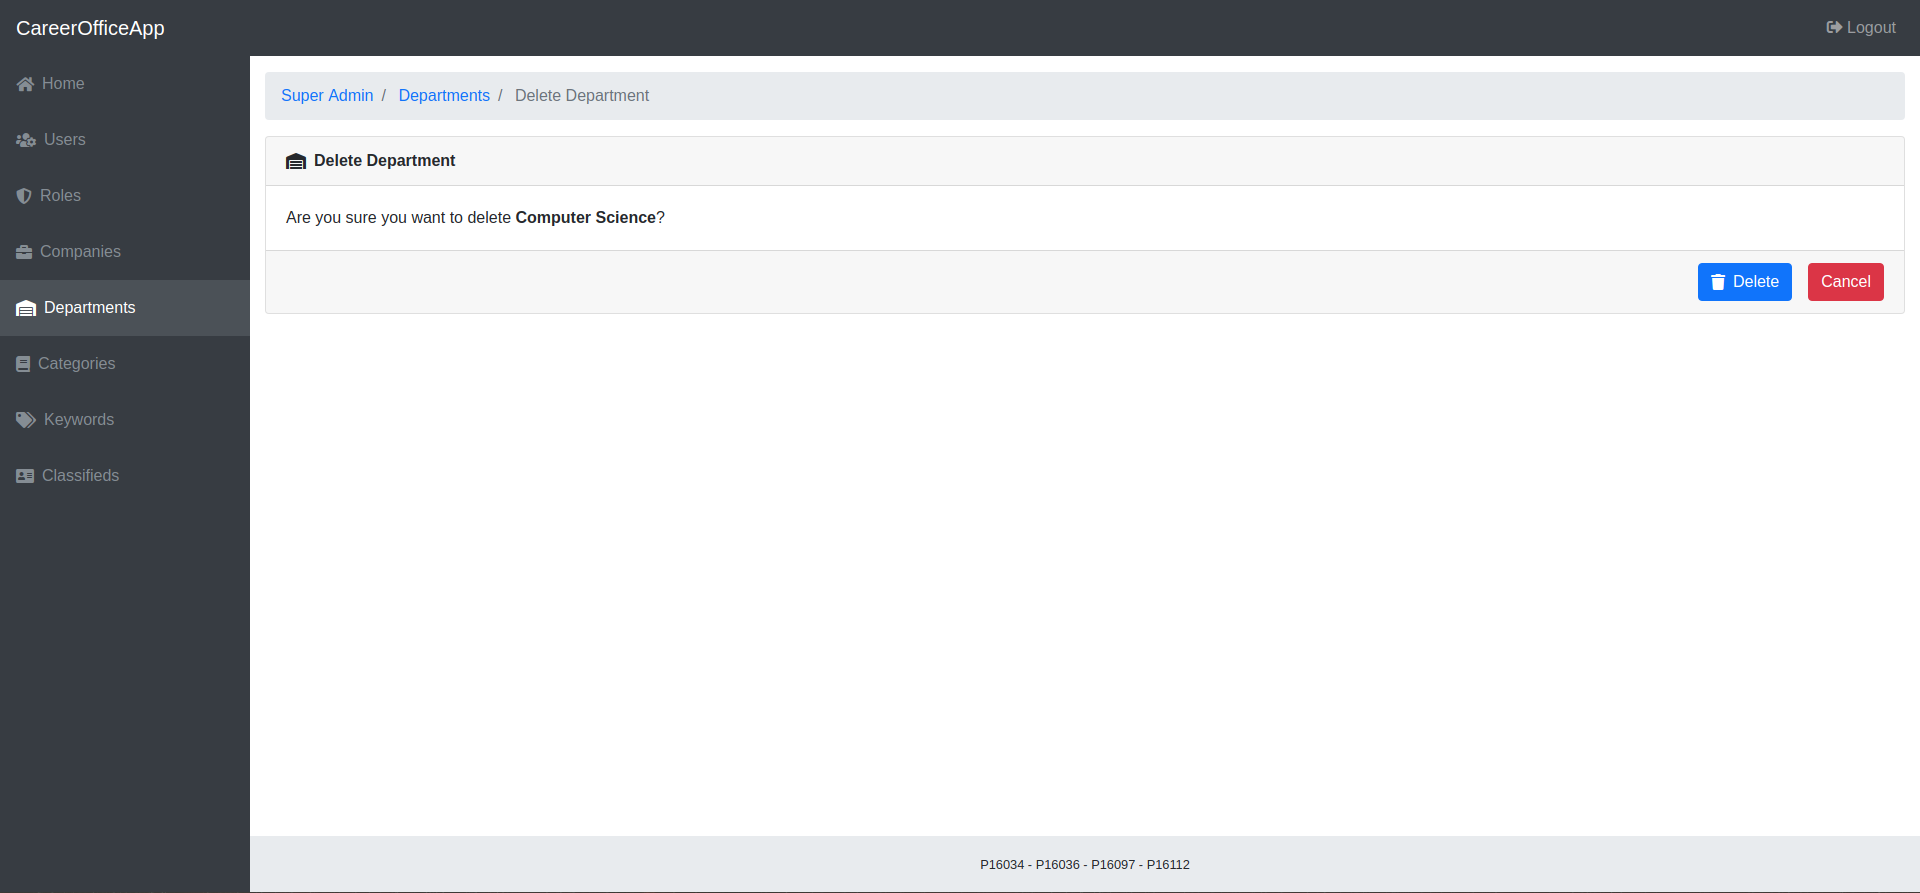 CareerOfficeApp
Logout
Home
Users
Roles
Companies
Departments
Categories
Keywords
Classifieds
Super Admin / Departments / Delete Department
Delete Department
Are you sure you want to delete Computer Science?
Delete
Cancel
P16034 - P16036 - P16097 - P16112